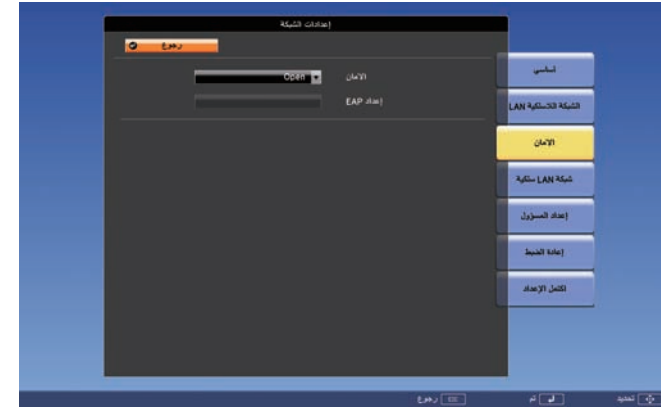 إعدادات الشبكة
رجوع
الأمان Open
إعداد EAP
أساسي
الشبكة اللاسلكية LAN
الأمان
شبكة LAN سلكية
إعداد المسؤول
إعادة الضبط
اكتمل الإعداد
تحديد تم رجوع